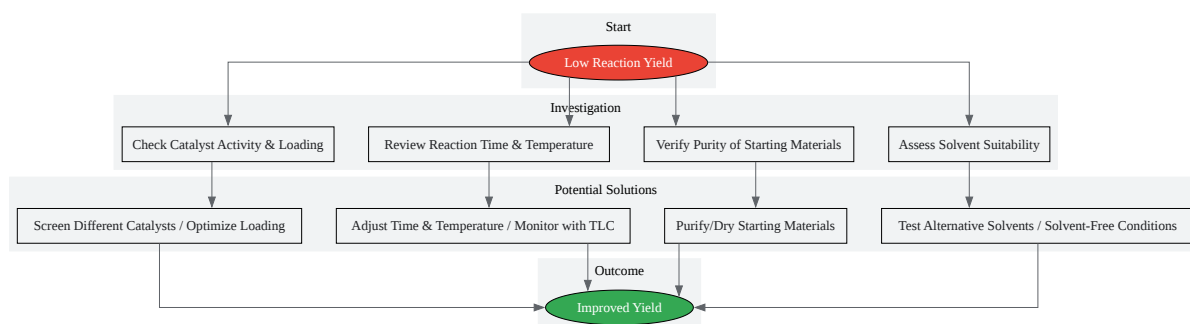 Start
Low Reaction Yield
Investigation
Check Catalyst Activity & Loading
Review Reaction Time & Temperature
Verify Purity of Starting Materials
Assess Solvent Suitability
Potential Solutions
Screen Different Catalysts / Optimize Loading
Adjust Time & Temperature / Monitor with TLC
Purify/Dry Starting Materials
Test Alternative Solvents / Solvent-Free Conditions
Outcome
Improved Yield